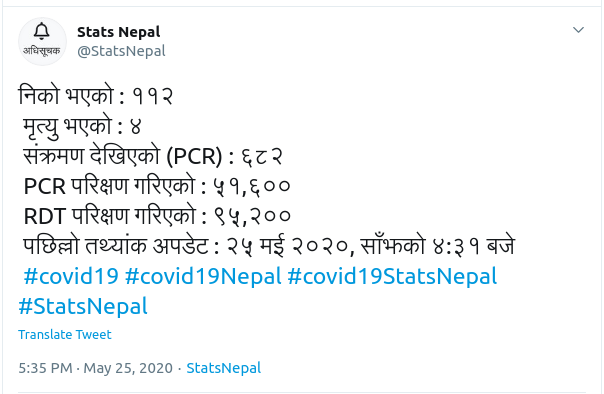 अधिसूचक
Stats Nepal
@StatsNepal
निको भएको : ११२
मृत्यु भएको : ४
संक्रमण देखिएको (PCR) : ६८२
PCR परिक्षण गरिएको : ५१,६००
RDT परिक्षण गरिएको : ९५,२००
पछिल्लो तथ्यांक अपडेट : २५ मई २०२०, साँझको ४:३१ बजे
#covid19 #covid19Nepal #covid19StatsNepal
#StatsNepal
Translate Tweet
5:35 PM · May 25, 2020 · StatsNepal